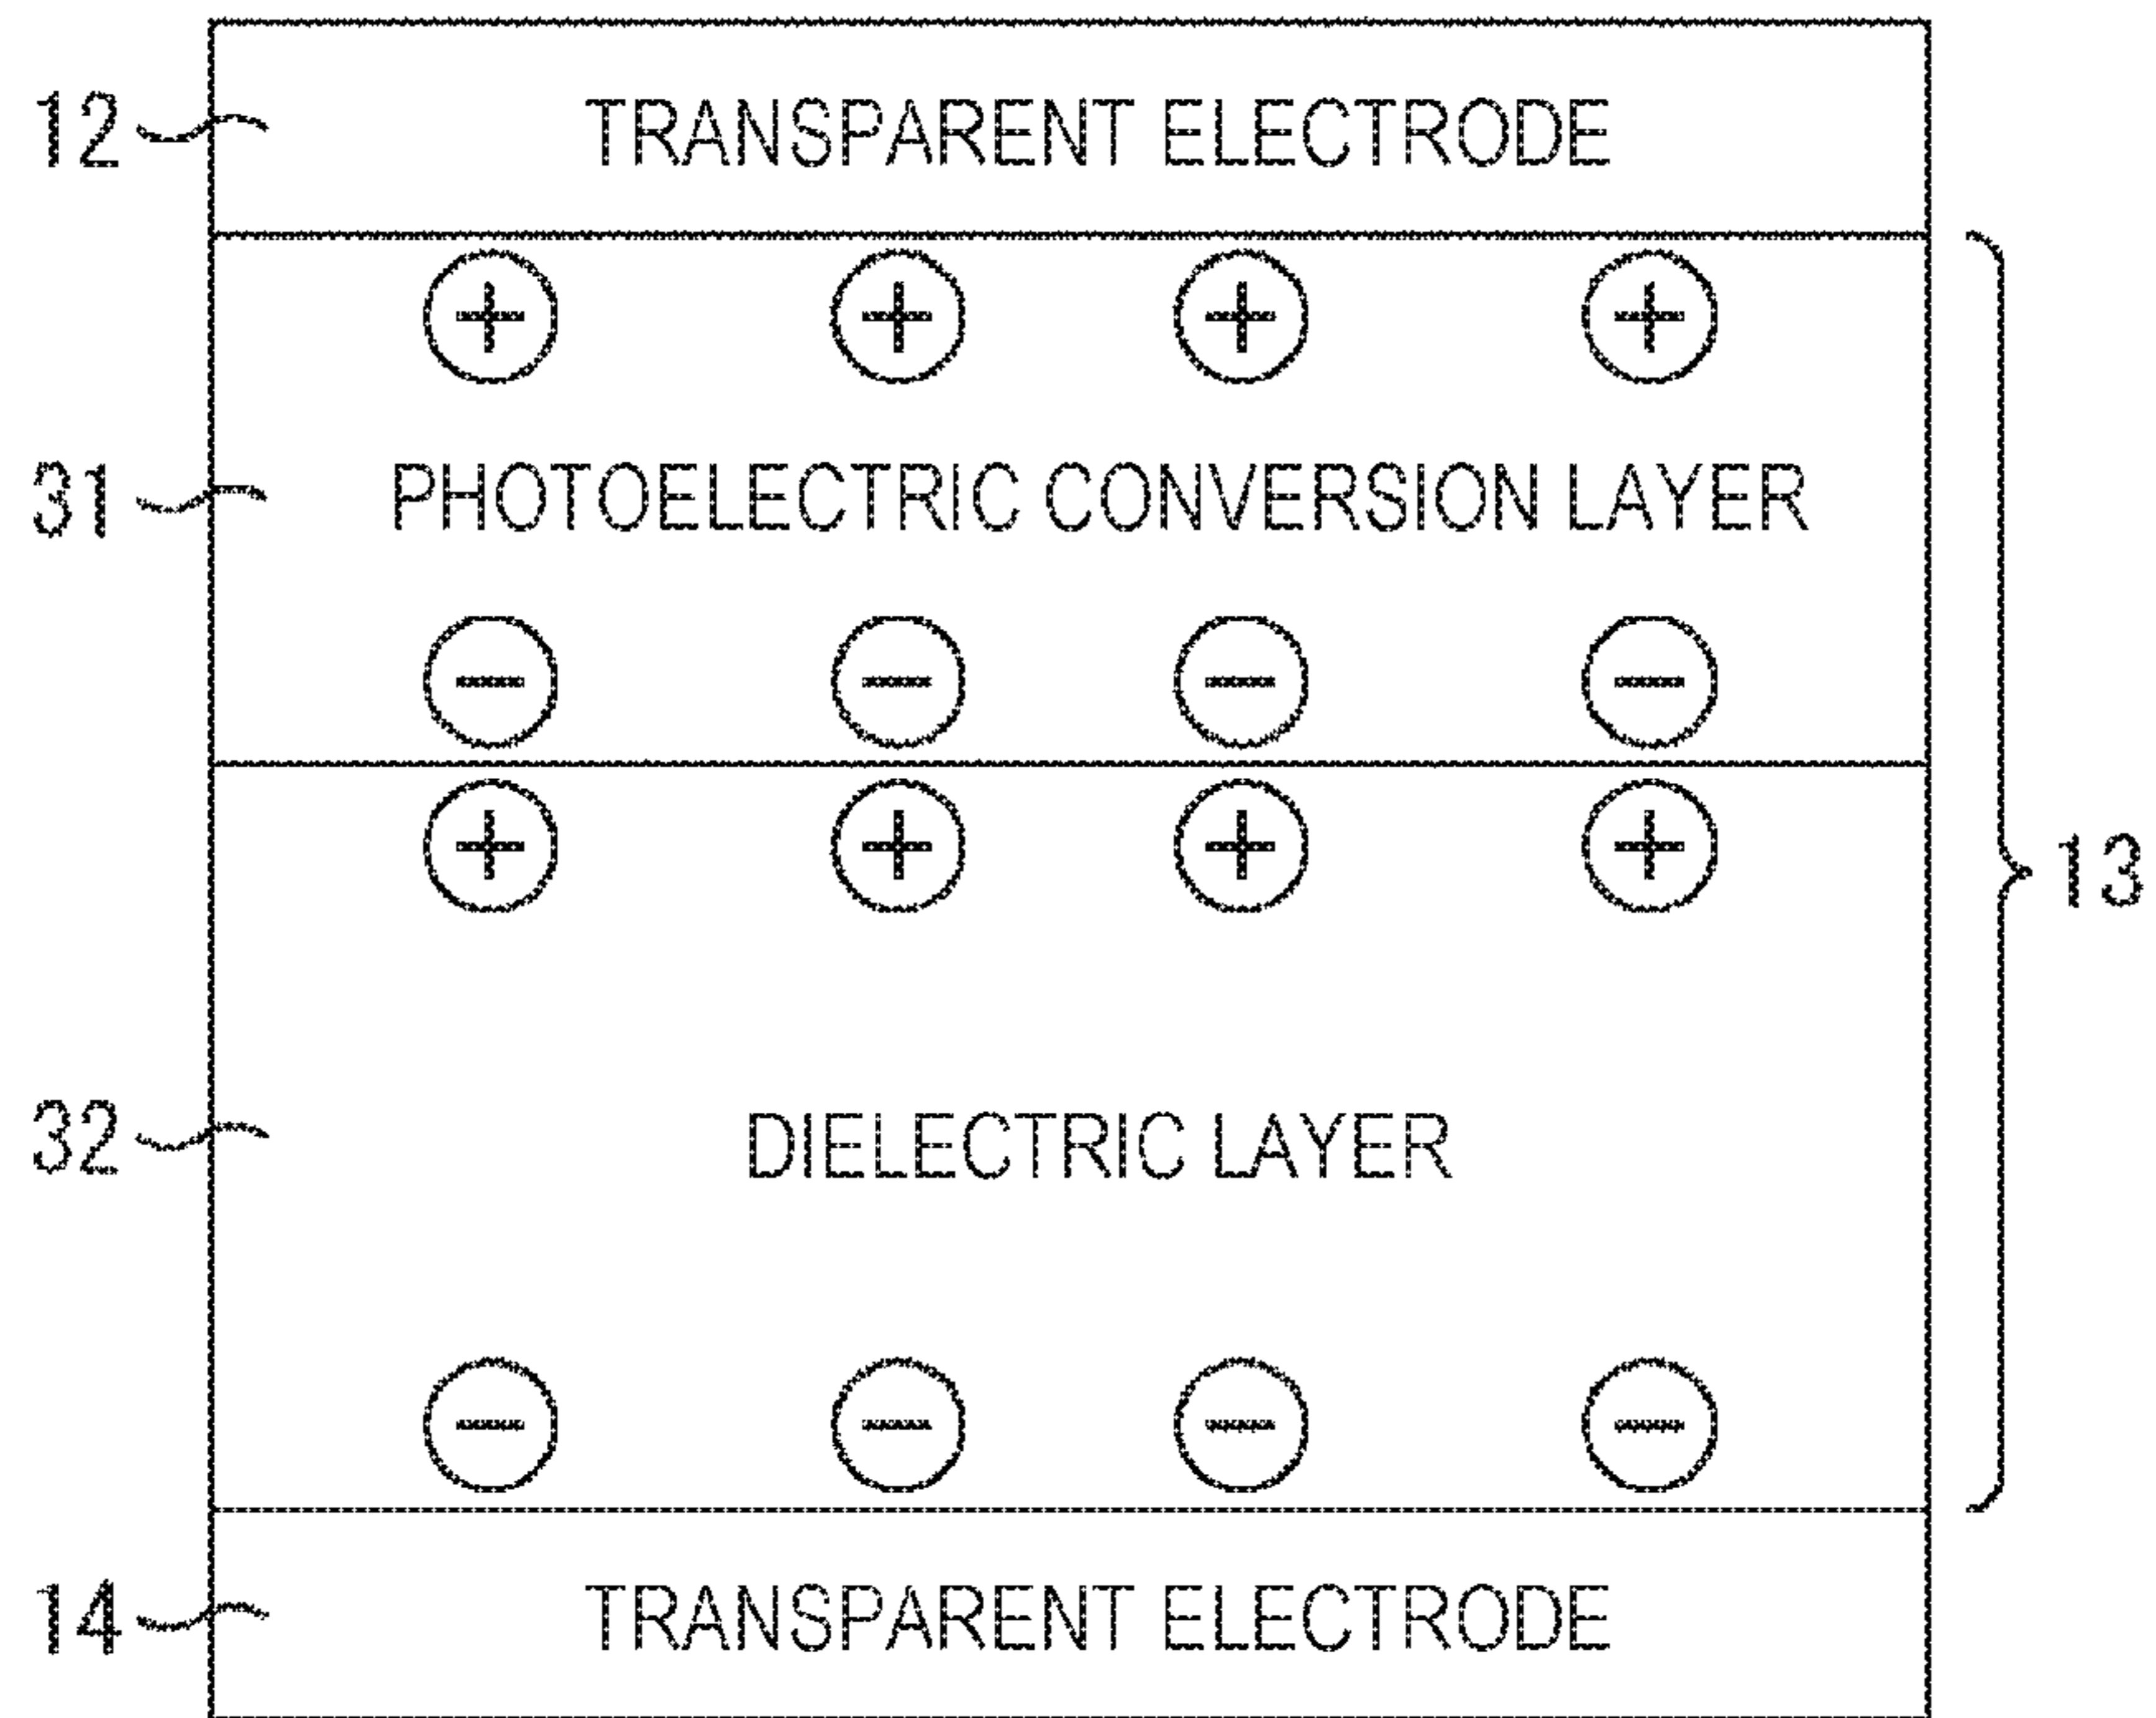 12 TRANSPARENT ELECTRODE
+ + + +
31 PHOTOELECTRIC CONVERSION LAYER
− − − −
+ + + +
13
32 DIELECTRIC LAYER
− − − −
14 TRANSPARENT ELECTRODE